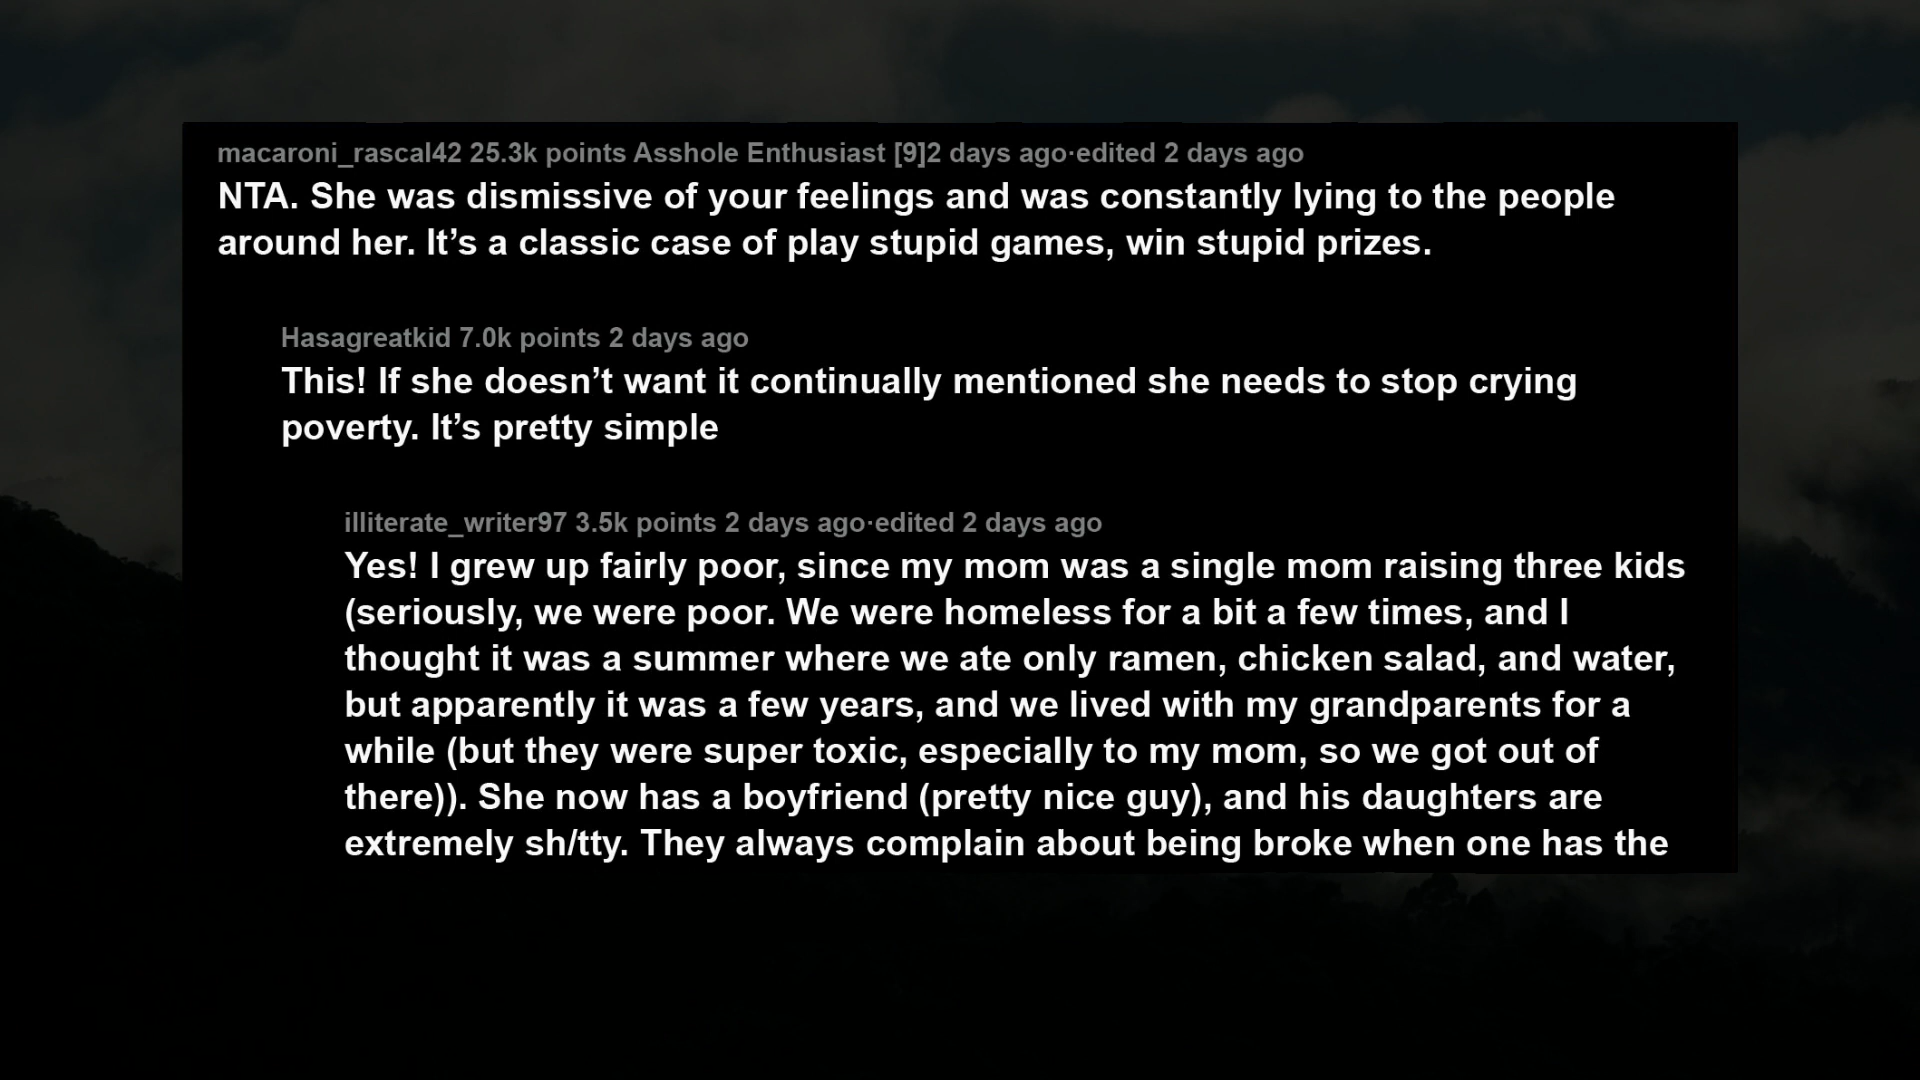 macaroni_rascal42 25.3k points Asshole Enthusiast [9]2 days ago·edited 2 days ago
NTA. She was dismissive of your feelings and was constantly lying to the people
around her. It’s a classic case of play stupid games, win stupid prizes.
Hasagreatkid 7.0k points 2 days ago
This! If she doesn’t want it continually mentioned she needs to stop crying
poverty. It’s pretty simple
illiterate_writer97 3.5k points 2 days ago·edited 2 days ago
Yes! I grew up fairly poor, since my mom was a single mom raising three kids
(seriously, we were poor. We were homeless for a bit a few times, and I
thought it was a summer where we ate only ramen, chicken salad, and water,
but apparently it was a few years, and we lived with my grandparents for a
while (but they were super toxic, especially to my mom, so we got out of
there)). She now has a boyfriend (pretty nice guy), and his daughters are
extremely sh/tty. They always complain about being broke when one has the